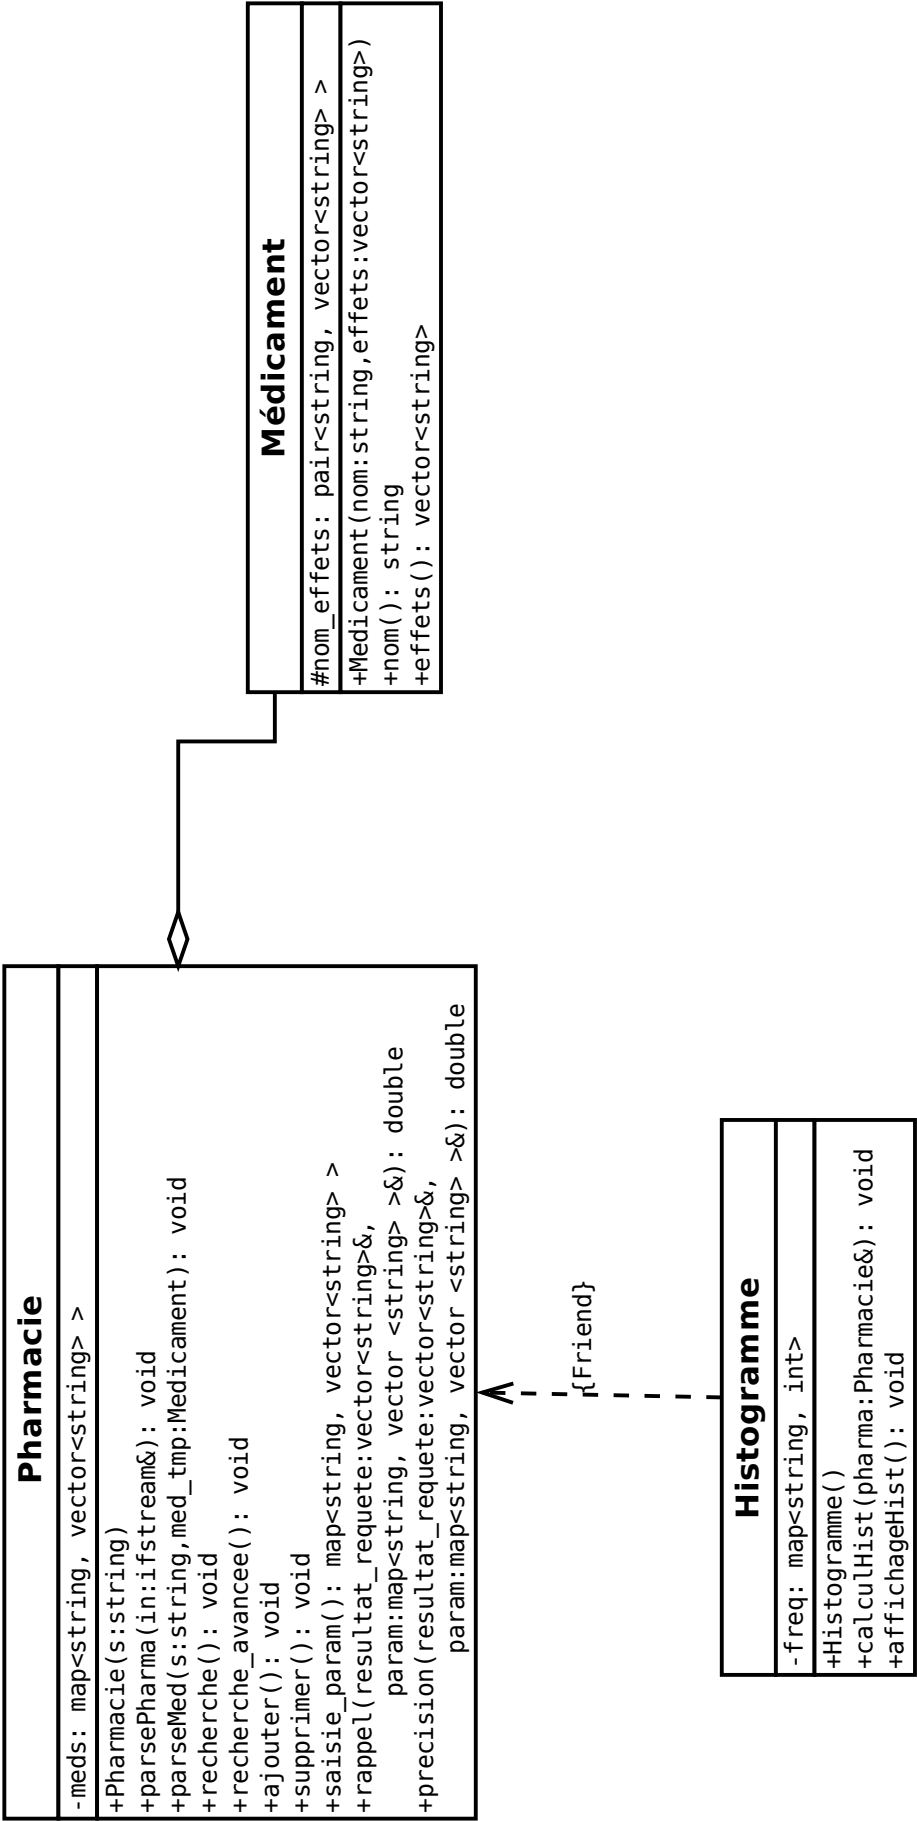 Pharmacie
-meds: map<string, vector<string> >
+Pharmacie(s:string)
+parsePharma(in:ifstream&): void
+parseMed(s:string,med_tmp:Medicament): void
+recherche(): void
+recherche_avancee(): void
+ajouter(): void
+supprimer(): void
+saisie_param(): map<string, vector<string> >
+rappel(resultat_requete:vector<string>&,
param:map<string, vector <string> >&): double
+precision(resultat_requete:vector<string>&,
param:map<string, vector <string> >&): double
Médicament
#nom_effets: pair<string, vector<string> >
+Medicament(nom:string,effets:vector<string>)
+nom(): string
+effets(): vector<string>
{Friend}
Histogramme
-freq: map<string, int>
+Histogramme()
+calculHist(pharma:Pharmacie&): void
+affichageHist(): void